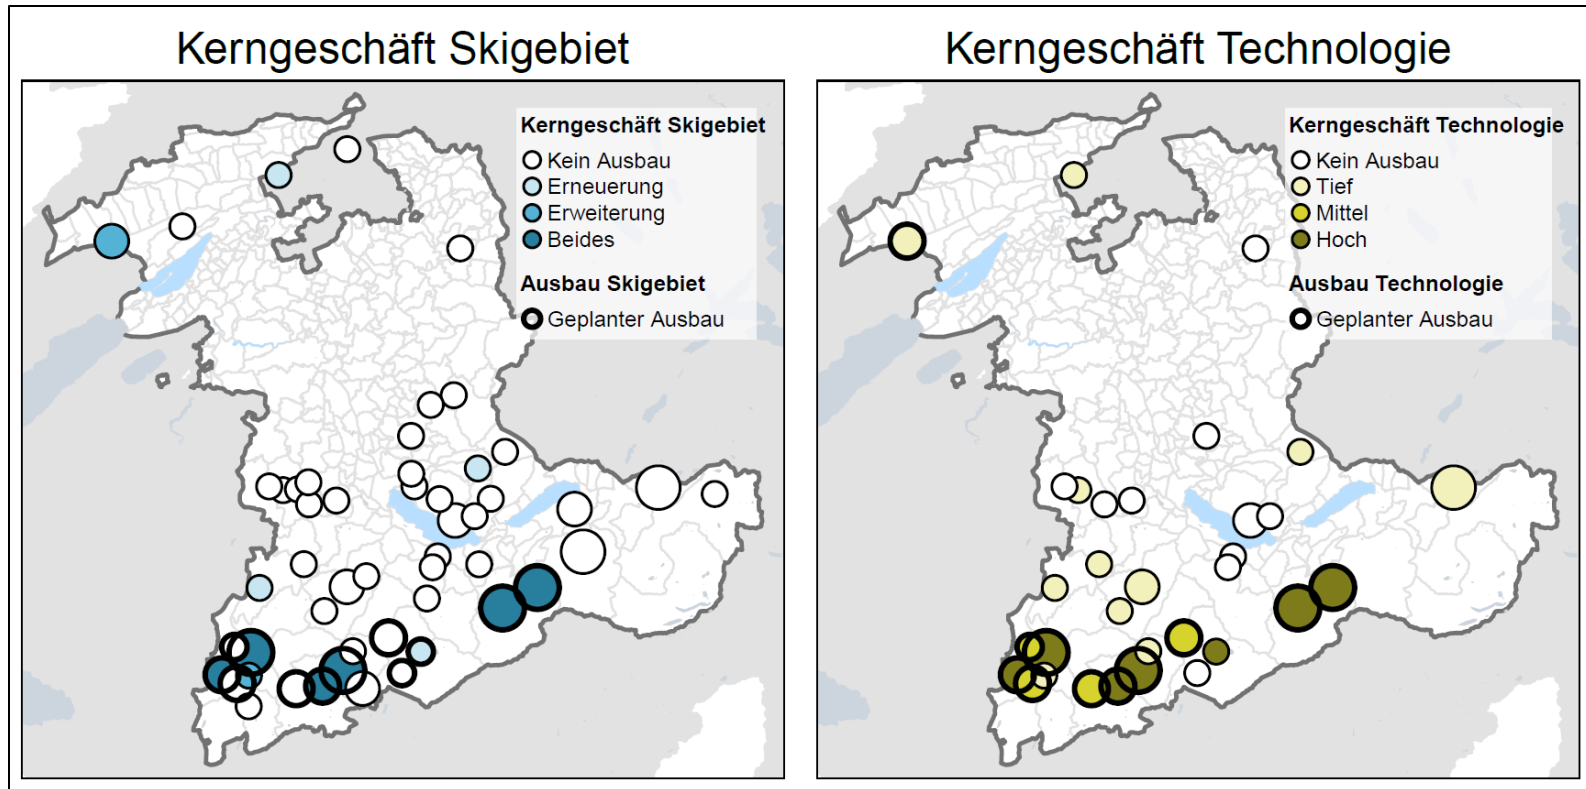 Kerngeschäft Skigebiet
Kerngeschäft Skigebiet
Kein Ausbau
Erneuerung
Erweiterung
Beides
Ausbau Skigebiet
Geplanter Ausbau
Kerngeschäft Technologie
Kerngeschäft Technologie
Kein Ausbau
Tief
Mittel
Hoch
Ausbau Technologie
Geplanter Ausbau